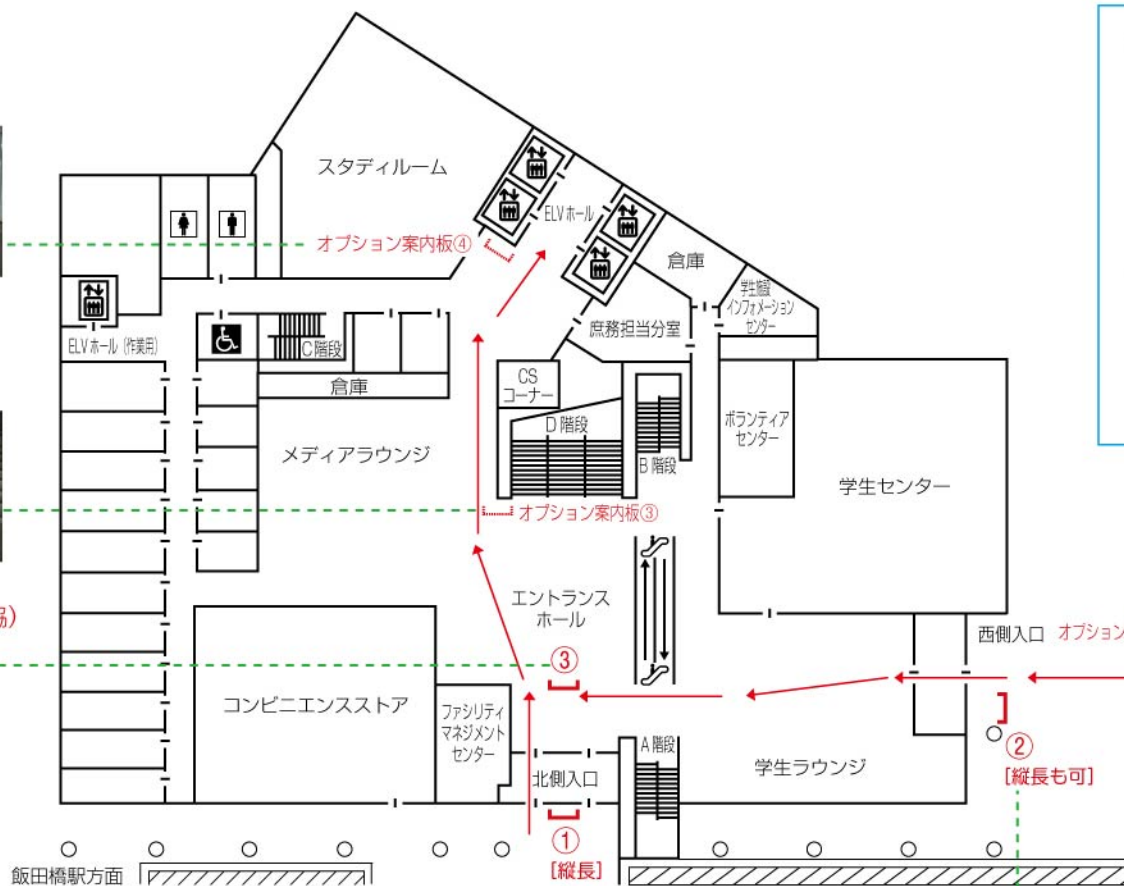 スタディルーム
ELVホール
オプション案内板④
倉庫
学生施設
インフォメーション
センター
庶務担当分室
ELVホール（作業用）
C階段
倉庫
CS
コーナー
D階段
B階段
ボランティア
センター
メディアラウンジ
学生センター
オプション案内板③
エントランス
ホール
西側入口
オプション
③
コンビニエンスストア
ファシリティ
マネジメント
センター
A階段
学生ラウンジ
②
[縦長も可]
北側入口
①
[縦長]
飯田橋駅方面